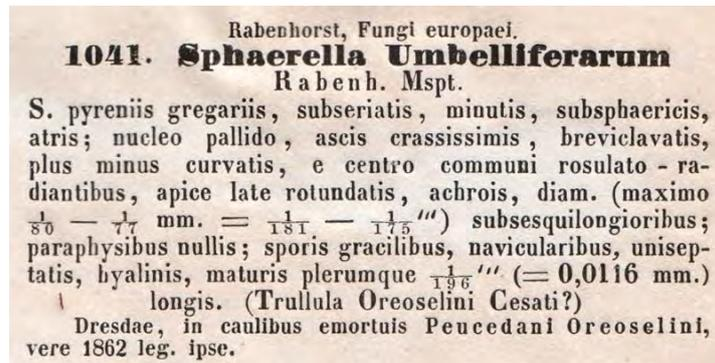 Rabenhorst, Fungi europaei.
1041. Sphaerella Umbelliferarum
Rabenh. Mspt.
S. pyreniis gregariis, subseriatis, minutis, subsphaericis,
atris; nucleo pallido, ascis crassissimis, breviclavatis,
plus minus curvatis, e centro communi rosulato-ra-
diantibus, apice late rotundatis, achrois, diam. (maximo
1/80 — 1/77 mm. = 1/181 — 1/175''') subsesquilongioribus;
paraphysibus nullis; sporis gracilibus, navicularibus, unisep-
tatis, hyalinis, maturis plerumque 1/196''' (= 0,0116 mm.)
longis. (Trullula Oreoselini Cesati?)
Dresdae, in caulibus emortuis Peucedani Oreoselini,
vere 1862 leg. ipse.